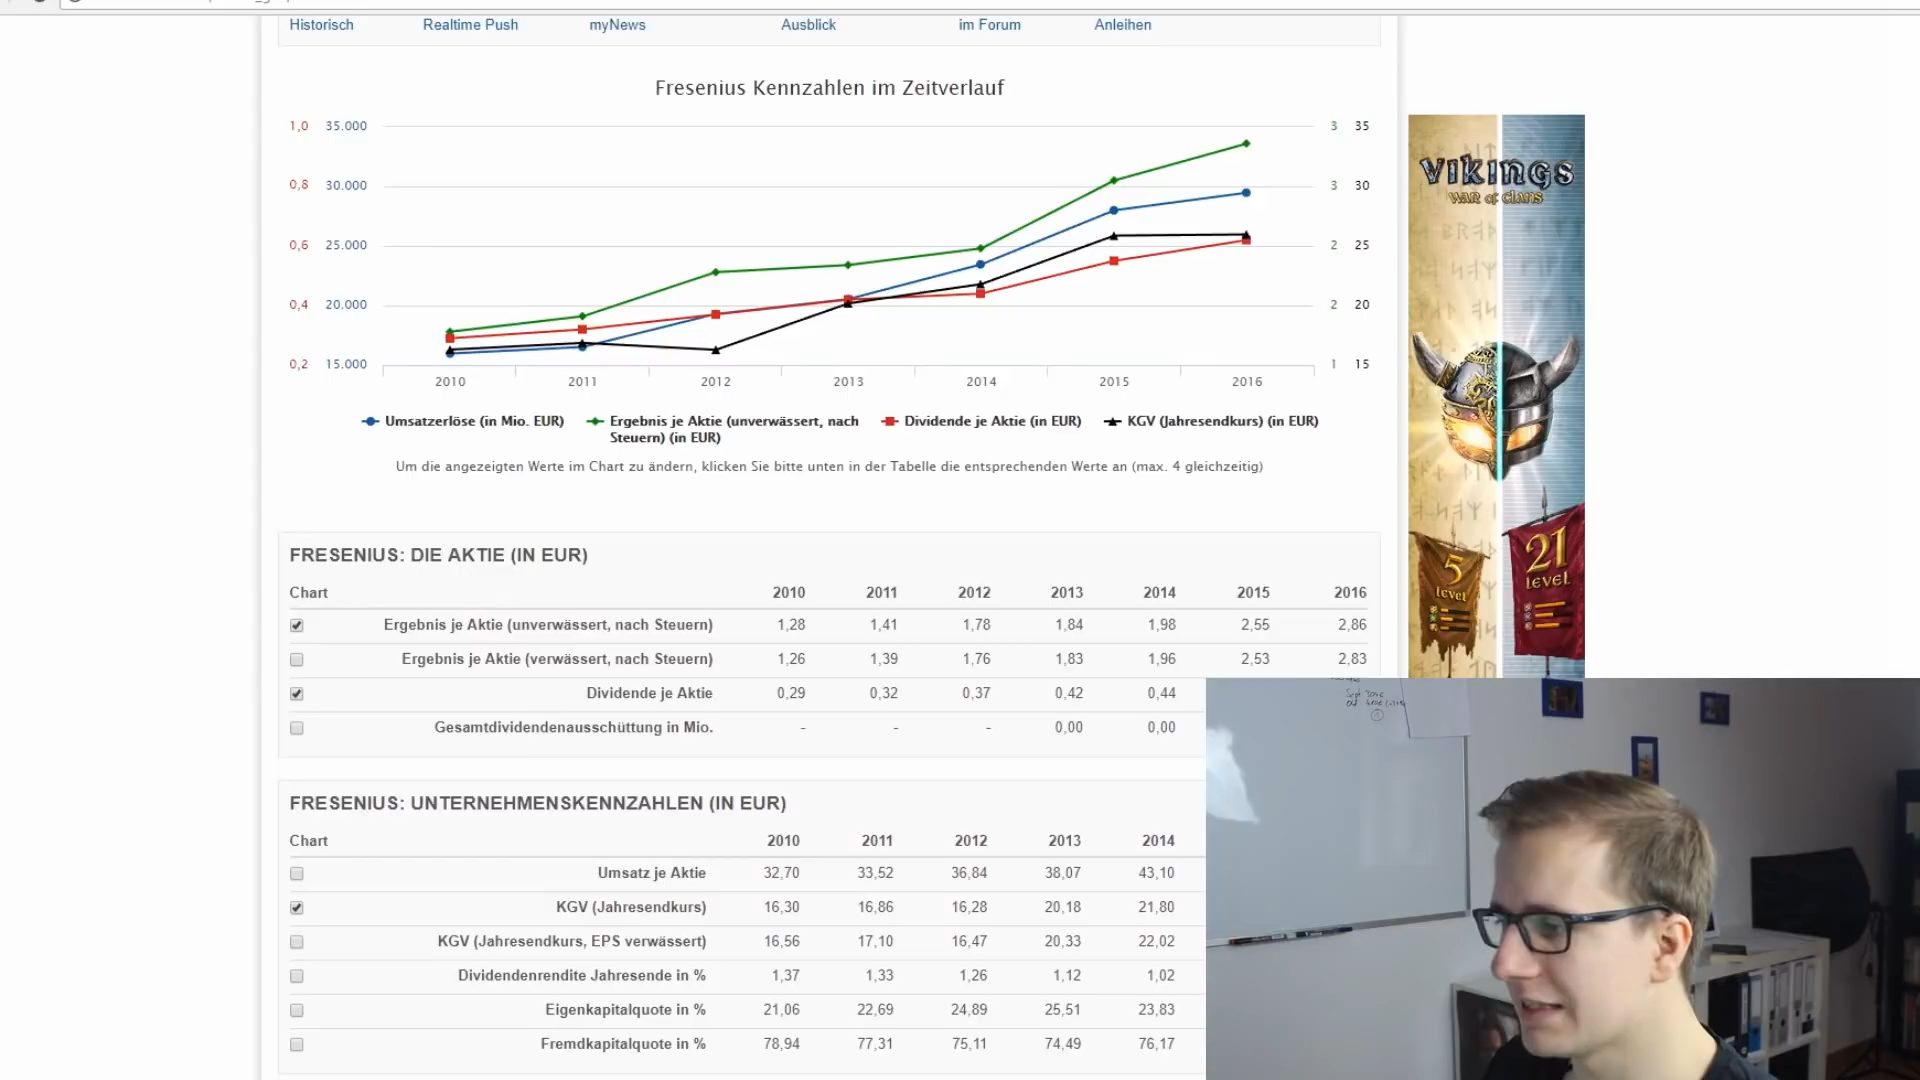 Historisch Realtime Push myNews Ausblick im Forum Anleihen
Fresenius Kennzahlen im Zeitverlauf
1,0 35.000 3 35
0,8 30.000 3 30
0,6 25.000 2 25
0,4 20.000 2 20
0,2 15.000 1 15
2010 2011 2012 2013 2014 2015 2016
Umsatzerlöse (in Mio. EUR) Ergebnis je Aktie (unverwässert, nach Steuern) (in EUR) Dividende je Aktie (in EUR) KGV (Jahresendkurs) (in EUR)
Um die angezeigten Werte im Chart zu ändern, klicken Sie bitte unten in der Tabelle die entsprechenden Werte an (max. 4 gleichzeitig)
VIKINGS
WAR OF CLANS
5
LEVEL
21
LEVEL
FRESENIUS: DIE AKTIE (IN EUR)
Chart 2010 2011 2012 2013 2014 2015 2016
Ergebnis je Aktie (unverwässert, nach Steuern) 1,28 1,41 1,78 1,84 1,98 2,55 2,86
Ergebnis je Aktie (verwässert, nach Steuern) 1,26 1,39 1,76 1,83 1,96 2,53 2,83
Dividende je Aktie 0,29 0,32 0,37 0,42 0,44
Gesamtdividendenausschüttung in Mio. - - - 0,00 0,00
FRESENIUS: UNTERNEHMENSKENNZAHLEN (IN EUR)
Chart 2010 2011 2012 2013 2014
Umsatz je Aktie 32,70 33,52 36,84 38,07 43,10
KGV (Jahresendkurs) 16,30 16,86 16,28 20,18 21,80
KGV (Jahresendkurs, EPS verwässert) 16,56 17,10 16,47 20,33 22,02
Dividendenrendite Jahresende in % 1,37 1,33 1,26 1,12 1,02
Eigenkapitalquote in % 21,06 22,69 24,89 25,51 23,83
Fremdkapitalquote in % 78,94 77,31 75,11 74,49 76,17